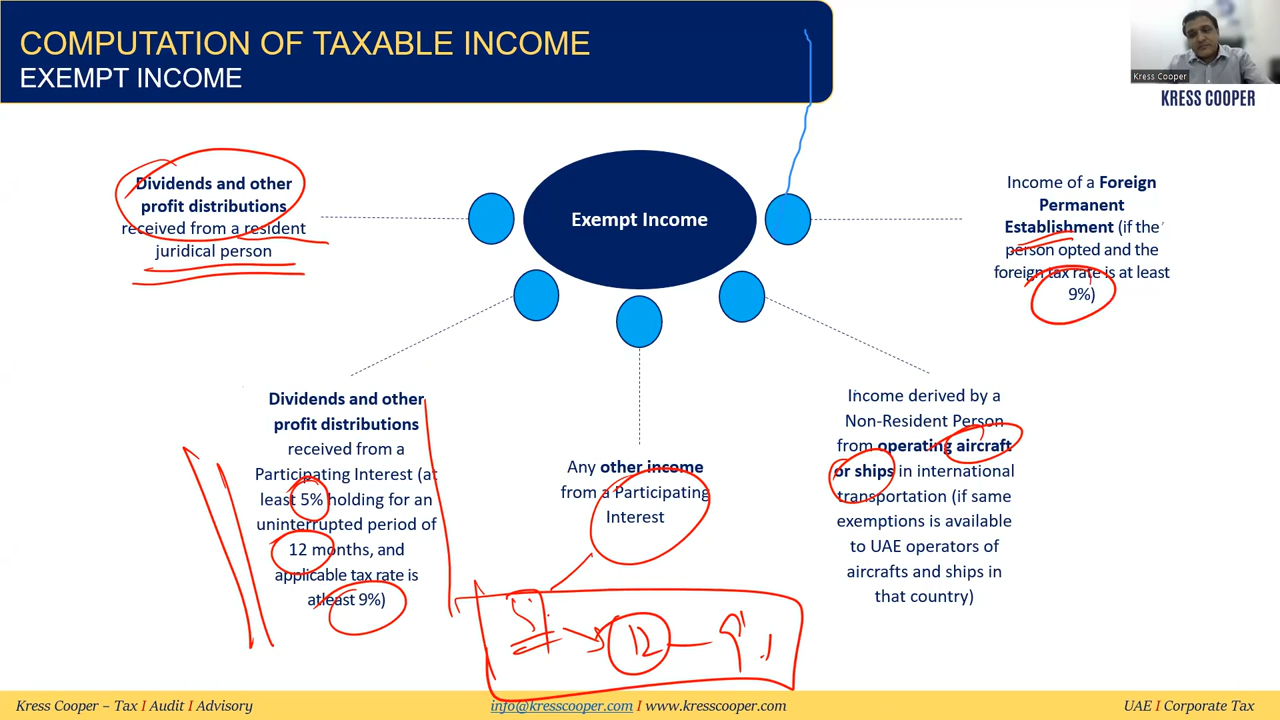 COMPUTATION OF TAXABLE INCOME
EXEMPT INCOME
Kress Cooper
KRESS COOPER
Dividends and other
profit distributions
received from a resident
juridical person
Exempt Income
Income of a Foreign
Permanent
Establishment (if the
person opted and the
foreign tax rate is at least
9%)
Dividends and other
profit distributions
received from a
Participating Interest (at
least 5% holding for an
uninterrupted period of
12 months, and
applicable tax rate is
atleast 9%)
Any other income
from a Participating
Interest
Income derived by a
Non-Resident Person
from operating aircraft
or ships in international
transportation (if same
exemptions is available
to UAE operators of
aircrafts and ships in
that country)
12 9%
Kress Cooper – Tax I Audit I Advisory
info@kresscooper.com I www.kresscooper.com
UAE I Corporate Tax